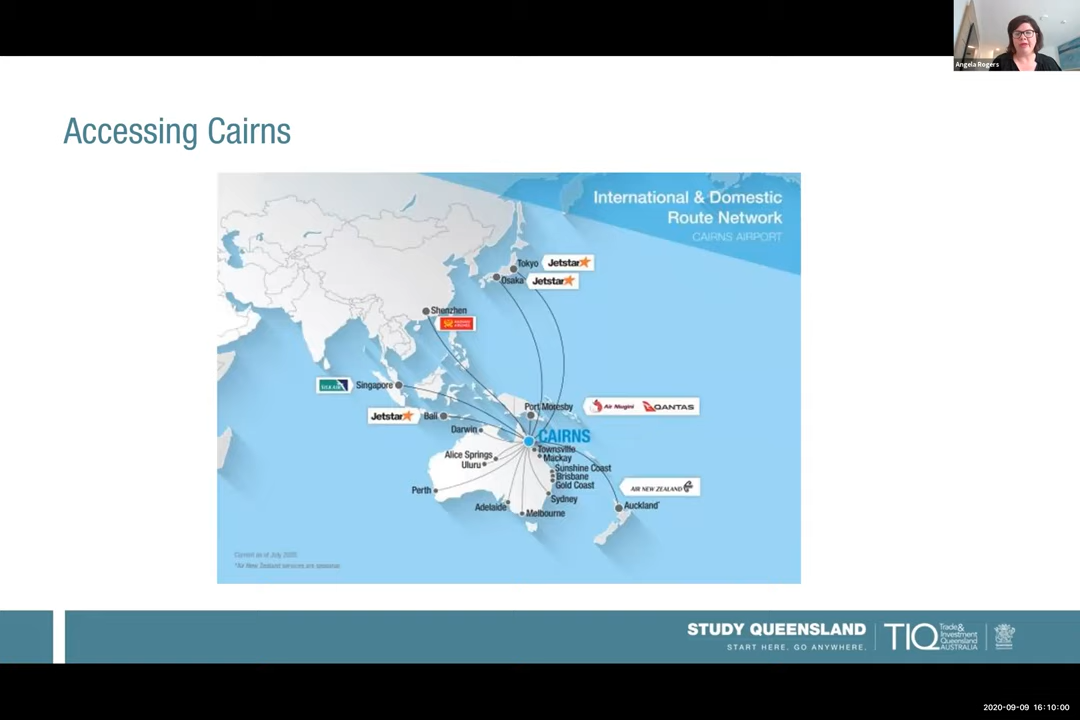 Angela Rogers
Accessing Cairns
International & Domestic
Route Network
CAIRNS AIRPORT
Tokyo
Jetstar
Osaka
Jetstar
Shenzhen
Singapore
SILKAIR
Jetstar
Bali
Port Moresby
Air Niugini
QANTAS
Darwin
CAIRNS
Townsville
Mackay
Alice Springs
Uluru
Sunshine Coast
Brisbane
Gold Coast
Perth
Sydney
AIR NEW ZEALAND
Adelaide
Melbourne
Auckland*
Current as of July 2020
*Air New Zealand services are seasonal
STUDY QUEENSLAND
START HERE. GO ANYWHERE.
TIQ
Trade &
Investment
Queensland
AUSTRALIA
2020-09-09 16:10:00